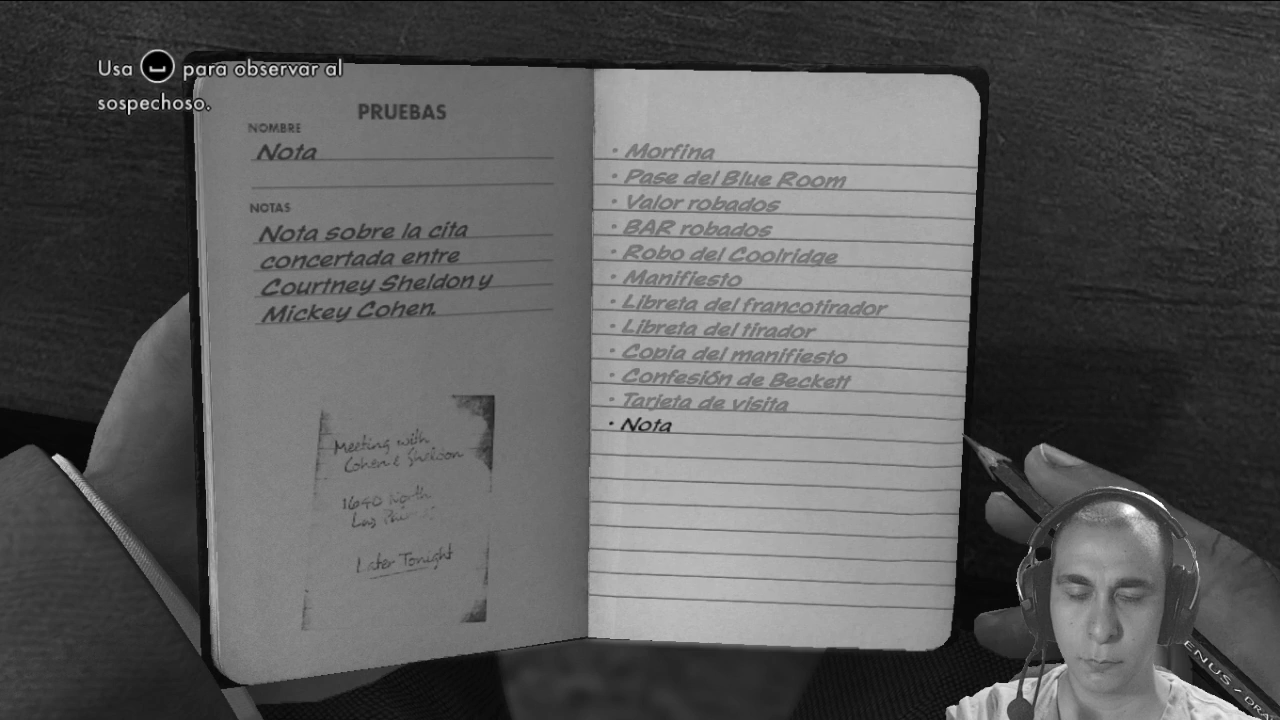 Usa para observar al
sospechoso.
PRUEBAS
NOMBRE
Nota
NOTAS
Nota sobre la cita
concertada entre
Courtney Sheldon y
Mickey Cohen.
Meeting with
Cohen & Sheldon
1640 North
Las
Later Tonight
• Morfina
• Pase del Blue Room
• Valor robados
• BAR robados
• Robo del Coolridge
• Manifiesto
• Libreta del francotirador
• Libreta del tirador
• Copia del manifiesto
• Confesión de Beckett
• Tarjeta de visita
• Nota
ENUS / DRA